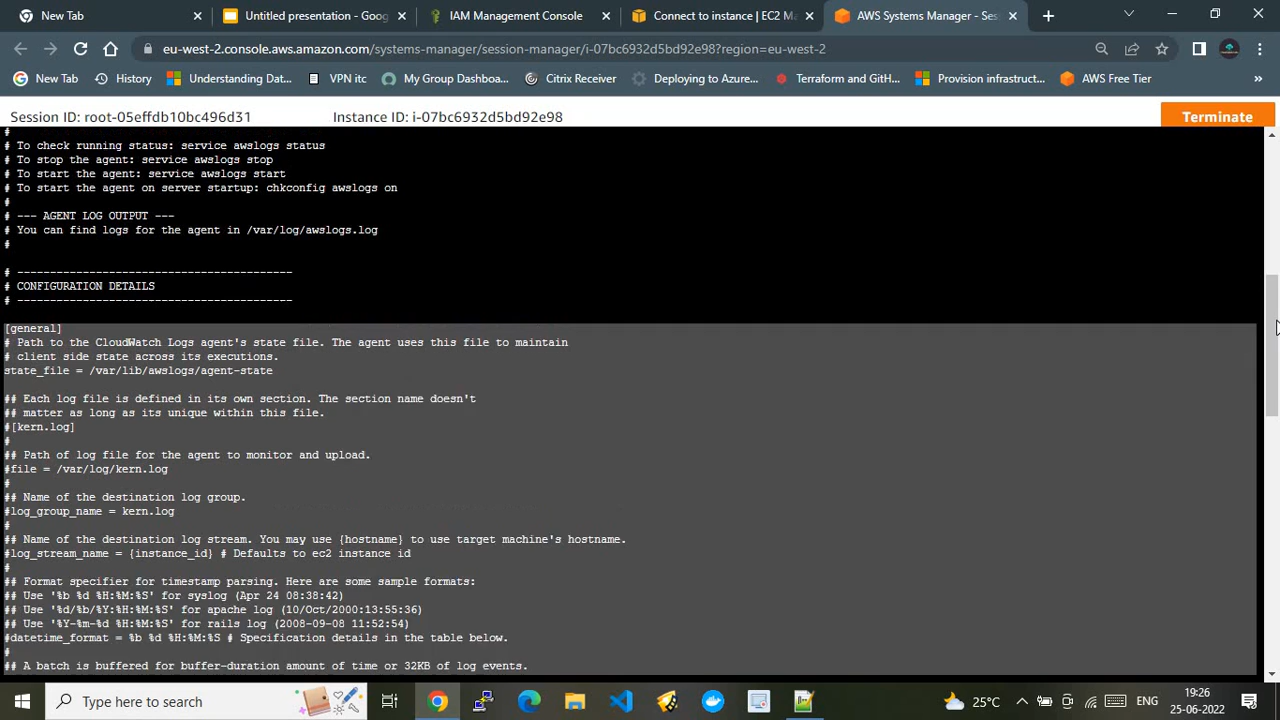 New Tab
Untitled presentation - Goog
IAM Management Console
Connect to instance | EC2 Ma
AWS Systems Manager - Ses
eu-west-2.console.aws.amazon.com/systems-manager/session-manager/i-07bc6932d5bd92e98?region=eu-west-2
New Tab
History
Understanding Dat...
VPN itc
My Group Dashboa...
Citrix Receiver
Deploying to Azure...
Terraform and GitH...
Provision infrastruct...
AWS Free Tier
»
Session ID: root-05effdb10bc496d31
Instance ID: i-07bc6932d5bd92e98
Terminate
#
# To check running status: service awslogs status
# To stop the agent: service awslogs stop
# To start the agent: service awslogs start
# To start the agent on server startup: chkconfig awslogs on
#
# --- AGENT LOG OUTPUT ---
# You can find logs for the agent in /var/log/awslogs.log
#
# ------------------------------------------
# CONFIGURATION DETAILS
# ------------------------------------------
[general]
# Path to the CloudWatch Logs agent's state file. The agent uses this file to maintain
# client side state across its executions.
state_file = /var/lib/awslogs/agent-state
## Each log file is defined in its own section. The section name doesn't
## matter as long as its unique within this file.
#[kern.log]
#
## Path of log file for the agent to monitor and upload.
#file = /var/log/kern.log
#
## Name of the destination log group.
#log_group_name = kern.log
#
## Name of the destination log stream. You may use {hostname} to use target machine's hostname.
#log_stream_name = {instance_id} # Defaults to ec2 instance id
#
## Format specifier for timestamp parsing. Here are some sample formats:
## Use '%b %d %H:%M:%S' for syslog (Apr 24 08:38:42)
## Use '%d/%b/%Y:%H:%M:%S' for apache log (10/Oct/2000:13:55:36)
## Use '%Y-%m-%d %H:%M:%S' for rails log (2008-09-08 11:52:54)
#datetime_format = %b %d %H:%M:%S # Specification details in the table below.
#
## A batch is buffered for buffer-duration amount of time or 32KB of log events.
Type here to search
25°C
ENG
19:26
25-06-2022